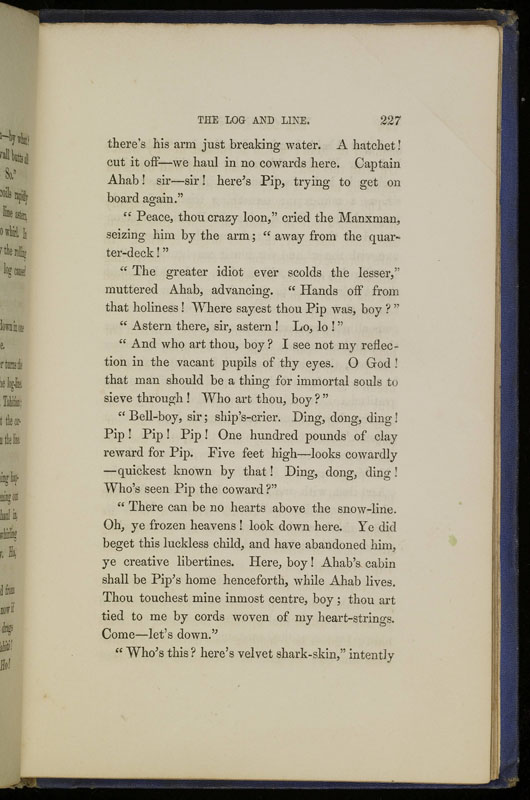 THE LOG AND LINE. 227
there's his arm just breaking water. A hatchet!
cut it off—we haul in no cowards here. Captain
Ahab! sir—sir! here's Pip, trying to get on
board again."
"Peace, thou crazy loon," cried the Manxman,
seizing him by the arm; "away from the quar-
ter-deck!"
"The greater idiot ever scolds the lesser,"
muttered Ahab, advancing. "Hands off from
that holiness! Where sayest thou Pip was, boy?"
"Astern there, sir, astern! Lo, lo!"
"And who art thou, boy? I see not my reflec-
tion in the vacant pupils of thy eyes. O God!
that man should be a thing for immortal souls to
sieve through! Who art thou, boy?"
"Bell-boy, sir; ship's-crier. Ding, dong, ding!
Pip! Pip! Pip! One hundred pounds of clay
reward for Pip. Five feet high—looks cowardly
—quickest known by that! Ding, dong, ding!
Who's seen Pip the coward?"
"There can be no hearts above the snow-line.
Oh, ye frozen heavens! look down here. Ye did
beget this luckless child, and have abandoned him,
ye creative libertines. Here, boy! Ahab's cabin
shall be Pip's home henceforth, while Ahab lives.
Thou touchest mine inmost centre, boy; thou art
tied to me by cords woven of my heart-strings.
Come—let's down."
"Who's this? here's velvet shark-skin," intently